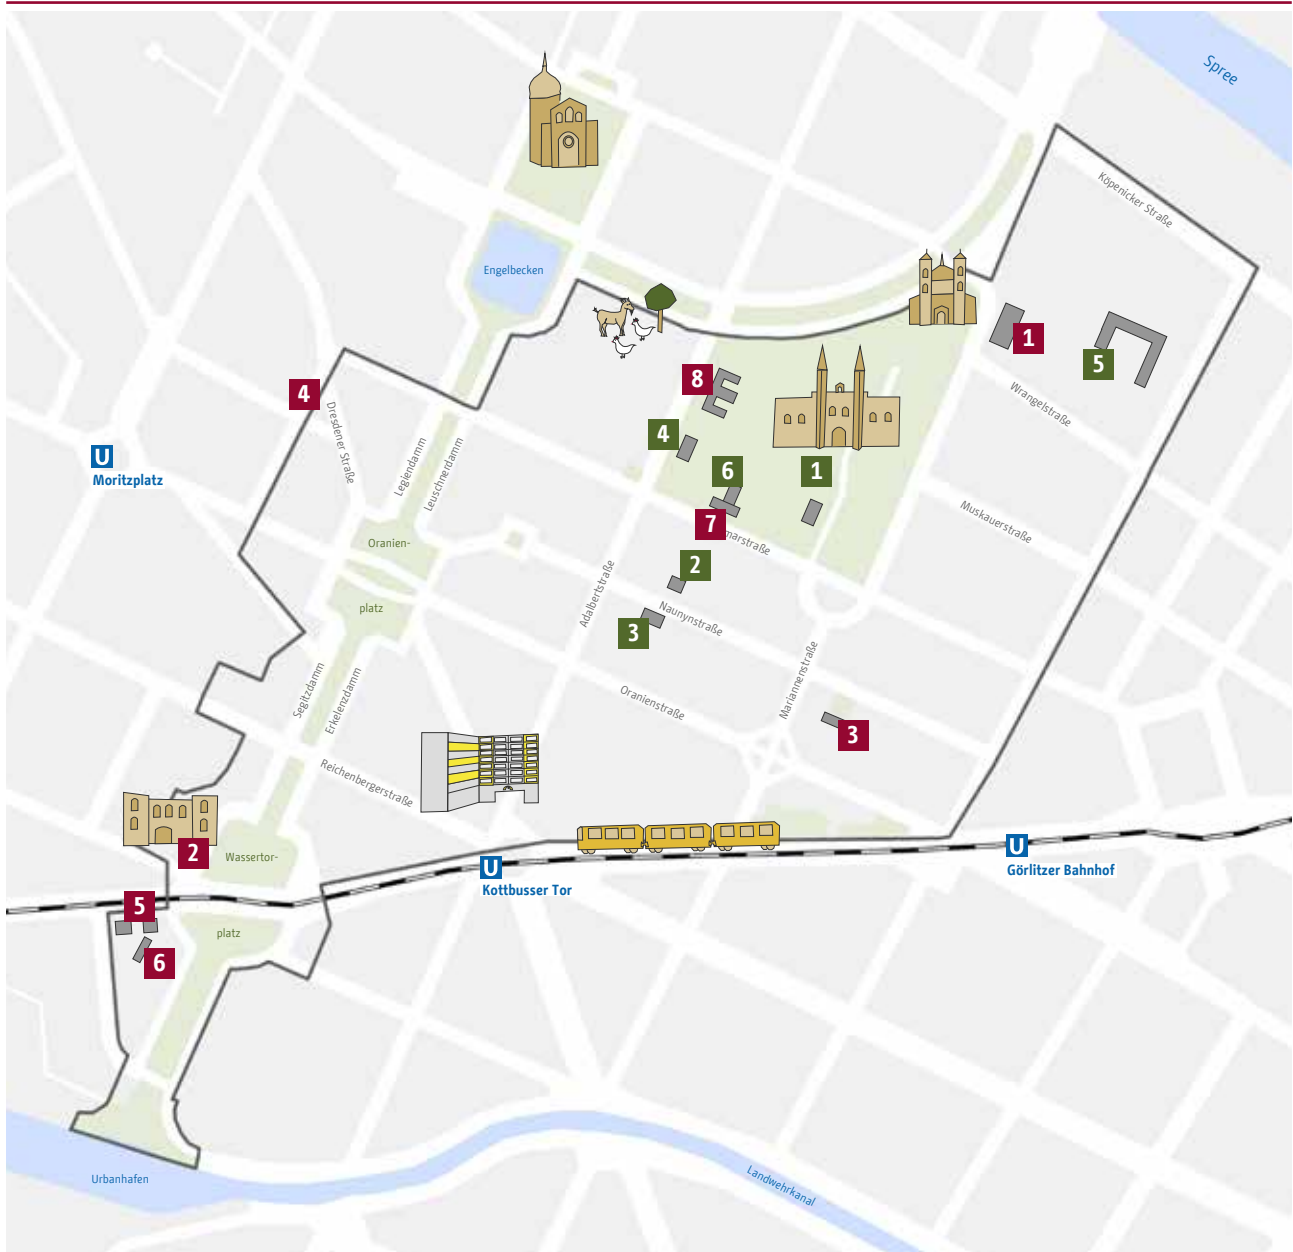 Spree
Köpenicker Straße
Engelbecken
1
5
Wrangelstraße
8
4
Dresdener Straße
4
Legiendamm
Leuschnerdamm
U
Moritzplatz
6
1
7
marstraße
Muskauerstraße
Oranien-
platz
2
Adalbertstraße
Naunynstraße
3
Segitzdamm
Erkelenzdamm
Oranienstraße
Mariannenstraße
3
Reichenbergerstraße
2
Wassertor-
platz
U
Kottbusser Tor
U
Görlitzer Bahnhof
5
6
Urbanhafen
Landwehrkanal